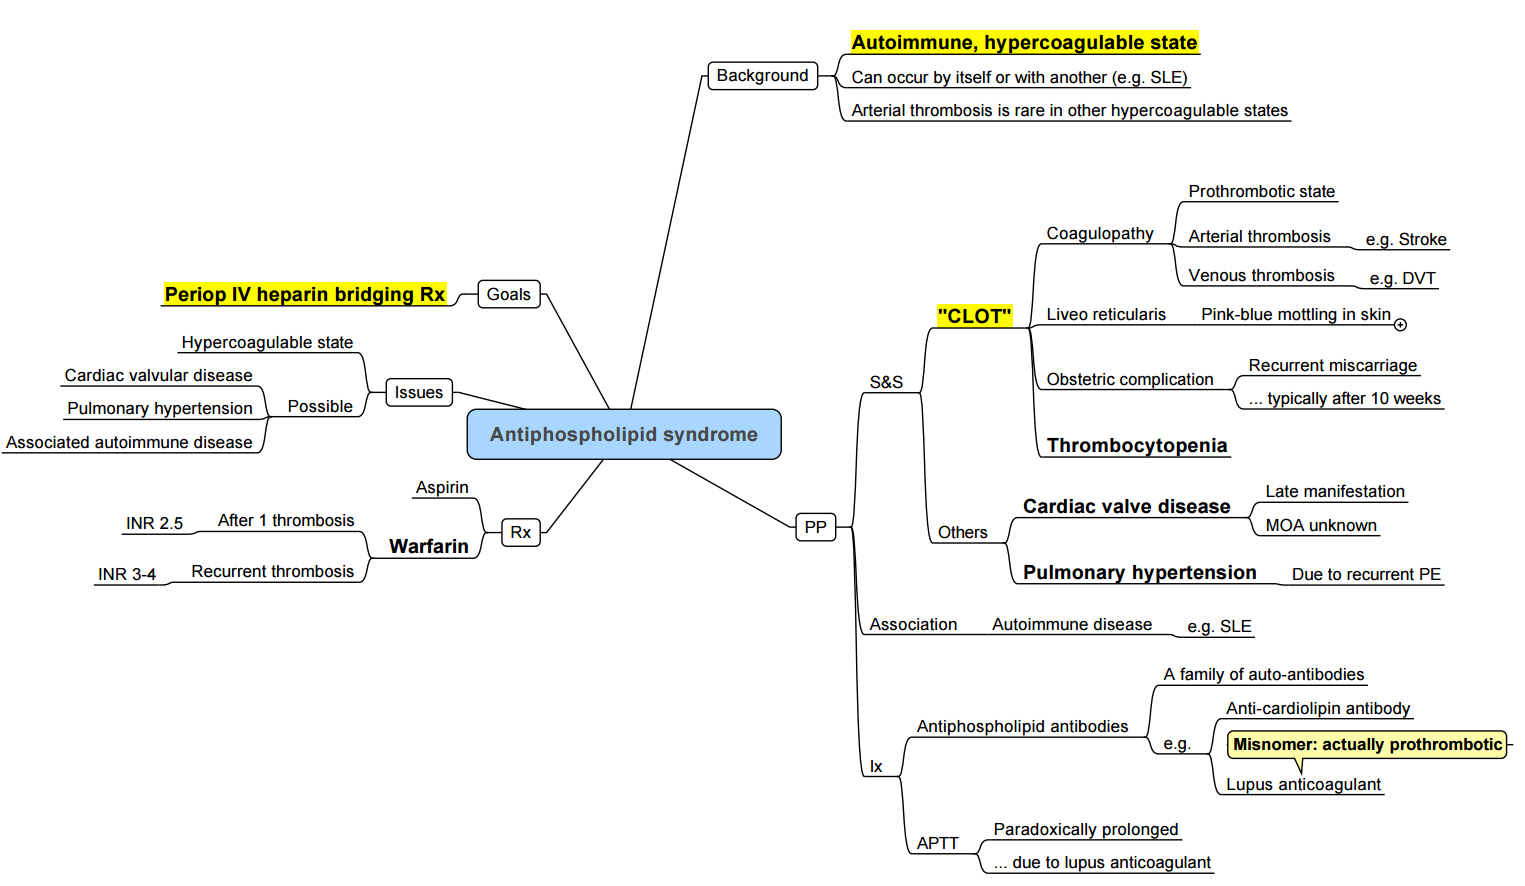 Autoimmune, hypercoagulable state
Background
Can occur by itself or with another (e.g. SLE)
Arterial thrombosis is rare in other hypercoagulable states
Periop IV heparin bridging Rx
Goals
Hypercoagulable state
Cardiac valvular disease
Pulmonary hypertension
Associated autoimmune disease
Possible
Issues
Antiphospholipid syndrome
Aspirin
INR 2.5
After 1 thrombosis
INR 3-4
Recurrent thrombosis
Warfarin
Rx
PP
S&S
"CLOT"
Coagulopathy
Prothrombotic state
Arterial thrombosis
e.g. Stroke
Venous thrombosis
e.g. DVT
Liveo reticularis
Pink-blue mottling in skin
Obstetric complication
Recurrent miscarriage
... typically after 10 weeks
Thrombocytopenia
Others
Cardiac valve disease
Late manifestation
MOA unknown
Pulmonary hypertension
Due to recurrent PE
Association
Autoimmune disease
e.g. SLE
Ix
Antiphospholipid antibodies
A family of auto-antibodies
e.g.
Anti-cardiolipin antibody
Misnomer: actually prothrombotic
Lupus anticoagulant
APTT
Paradoxically prolonged
... due to lupus anticoagulant